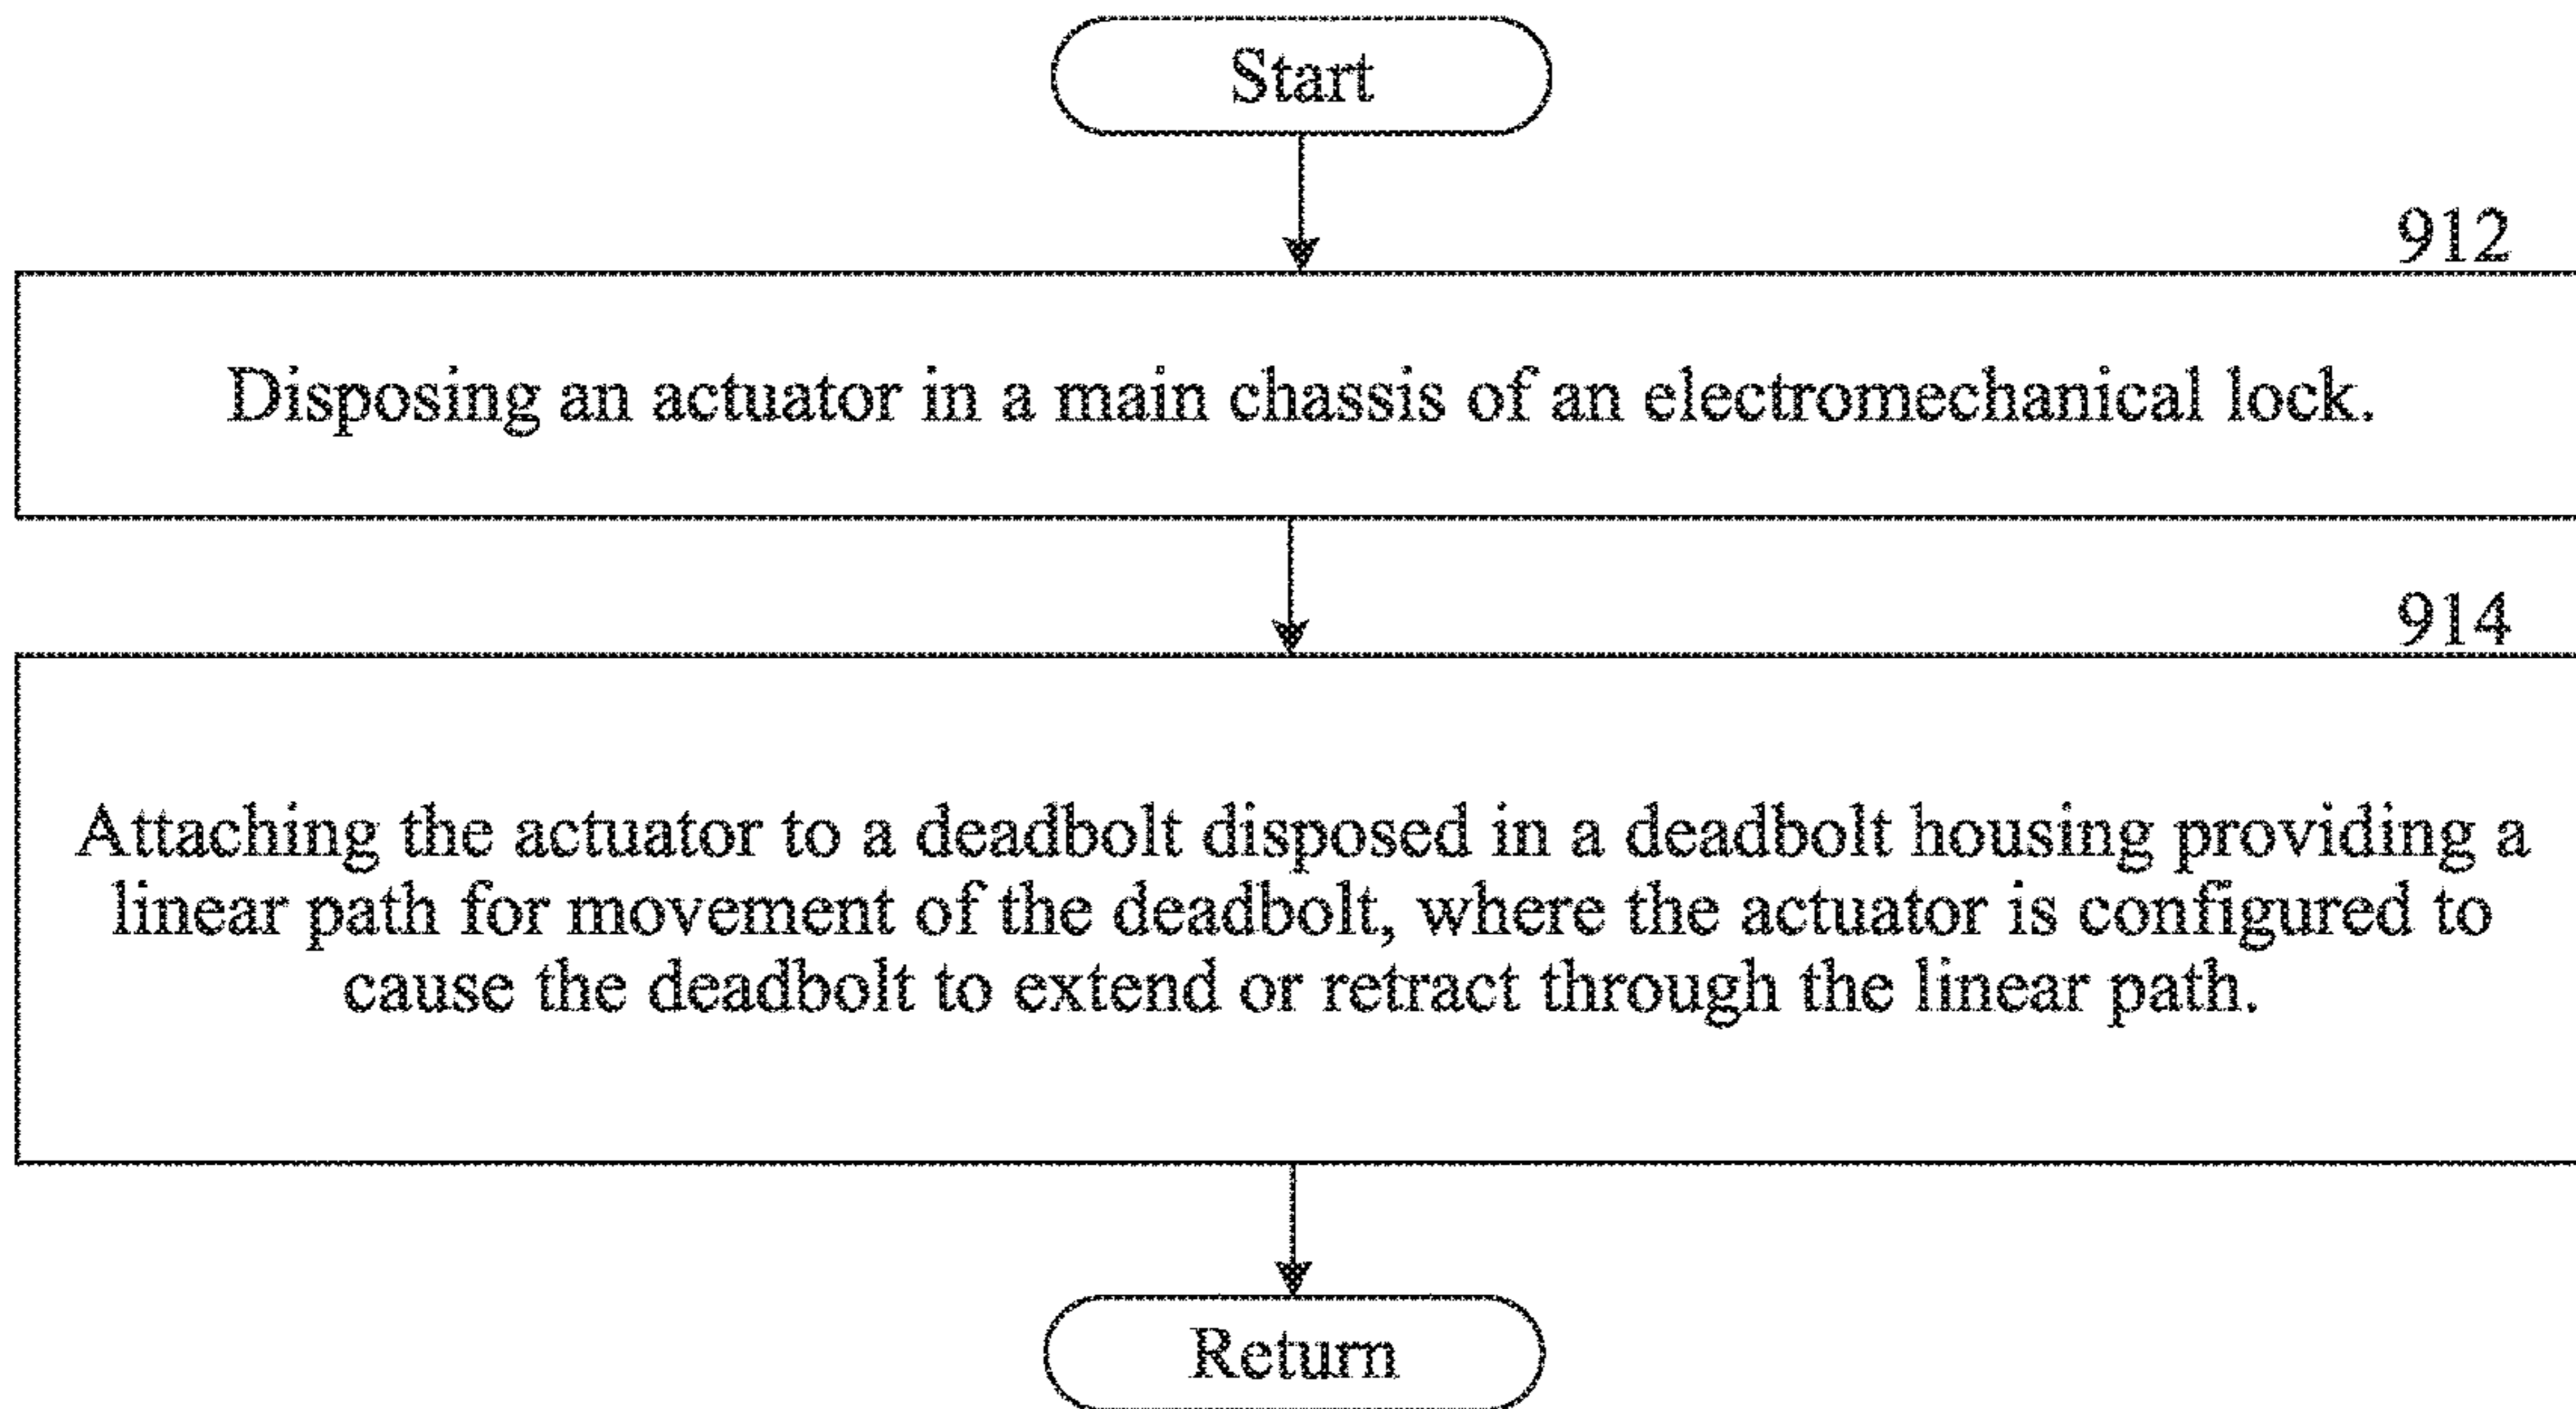 Start
912
Disposing an actuator in a main chassis of an electromechanical lock.
914
Attaching the actuator to a deadbolt disposed in a deadbolt housing providing a
linear path for movement of the deadbolt, where the actuator is configured to
cause the deadbolt to extend or retract through the linear path.
Return